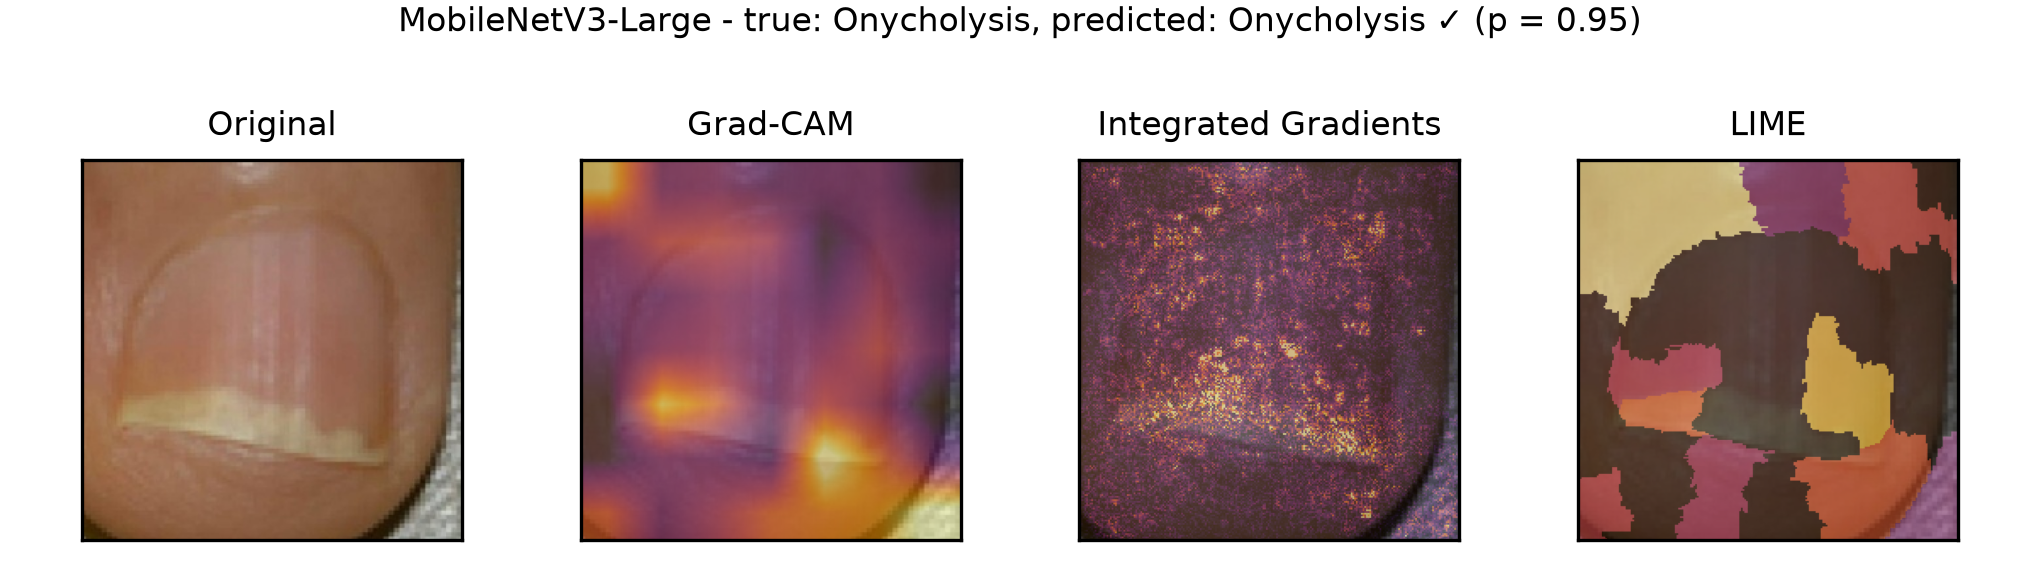 MobileNetV3-Large - true: Onycholysis, predicted: Onycholysis ✓ (p = 0.95)
Original
Grad-CAM
Integrated Gradients
LIME